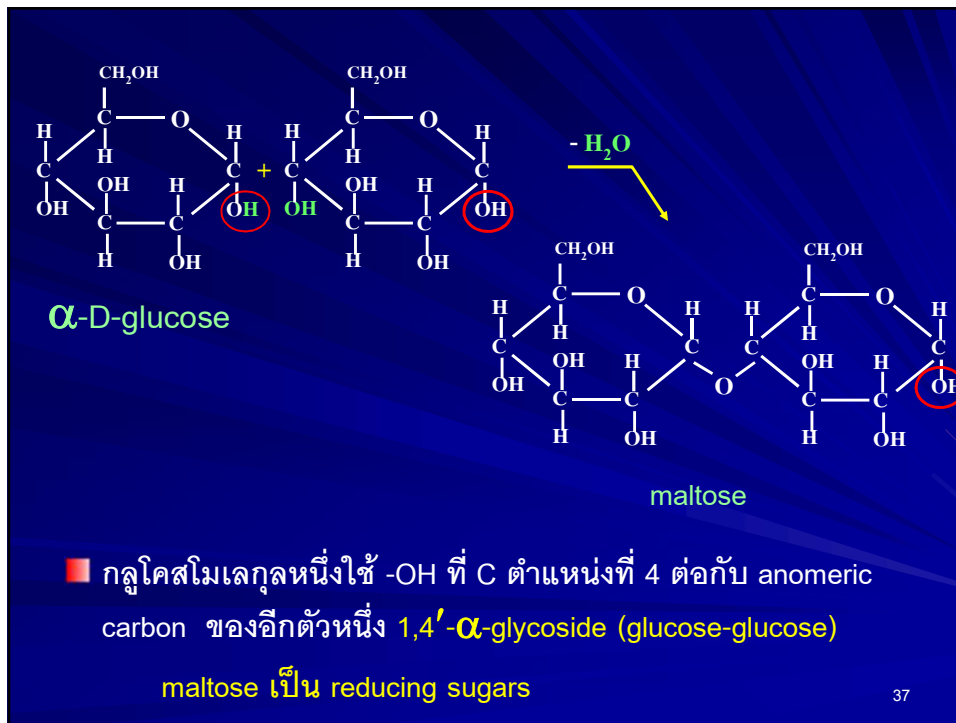 CH2OH CH2OH
C O C O
H H H H
H H
C C + C C
OH H OH H
OH OH OH OH
C C C C
H OH H OH
- H2O
α-D-glucose
CH2OH CH2OH
C O C O
H H H H
H H
C C C C
OH H OH H
OH O OH
C C C C
H OH H OH
maltose
กลูโคสโมเลกุลหนึ่งใช้ -OH ที่ C ตำแหน่งที่ 4 ต่อกับ anomeric
carbon ของอีกตัวหนึ่ง 1,4′-α-glycoside (glucose-glucose)
maltose เป็น reducing sugars
37